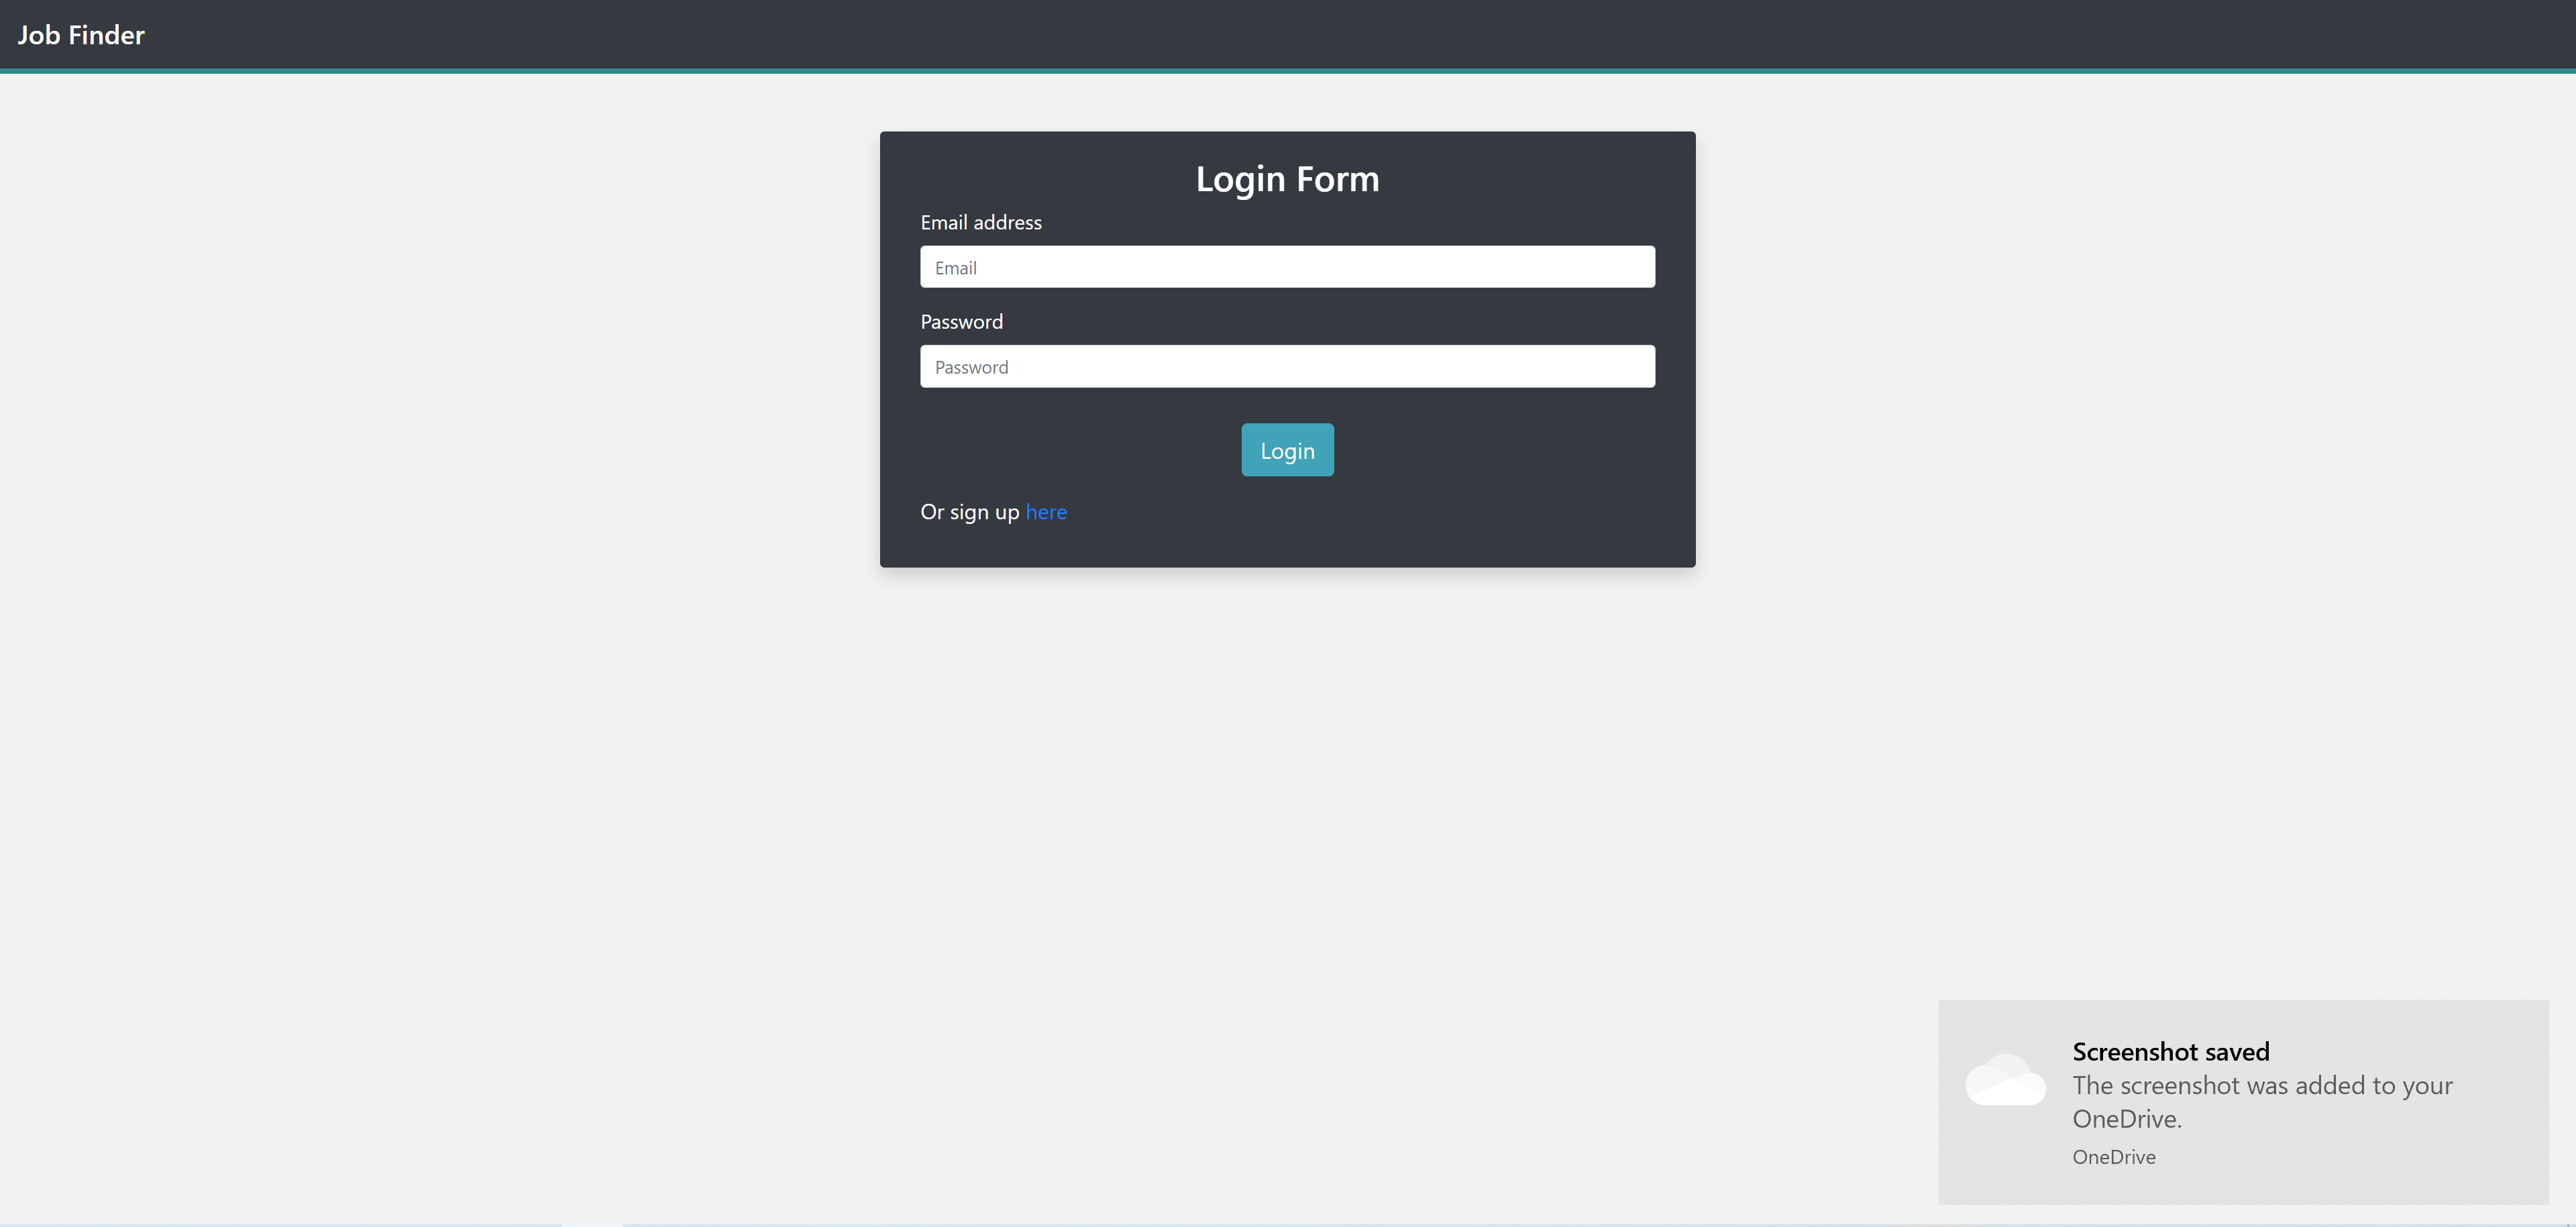 Job Finder
Login Form
Email address
Email
Password
Password
Login
Or sign up here
Screenshot saved
The screenshot was added to your
OneDrive.
OneDrive